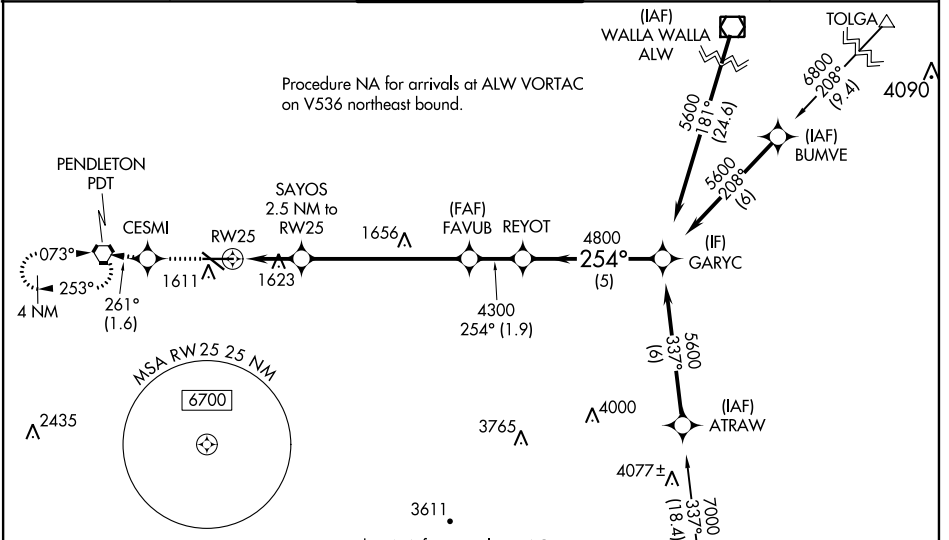 (IAF)
WALLA WALLA
ALW
TOLGA
6800
208°
(9.4)
4090
Procedure NA for arrivals at ALW VORTAC
on V536 northeast bound.
5600
181°
(24.6)
(IAF)
BUMVE
5600
208°
(6)
PENDLETON
PDT
CESMI
RW25
SAYOS
2.5 NM to
RW25
1656
(FAF)
FAVUB
REYOT
4800
254°
(5)
(IF)
GARYC
073°
253°
4 NM
261°
(1.6)
1611
1623
4300
254° (1.9)
5600
337°
(6)
MSA RW25 25 NM
6700
2435
3765
4000
(IAF)
ATRAW
4077±
7000
337°
(18.4)
3611